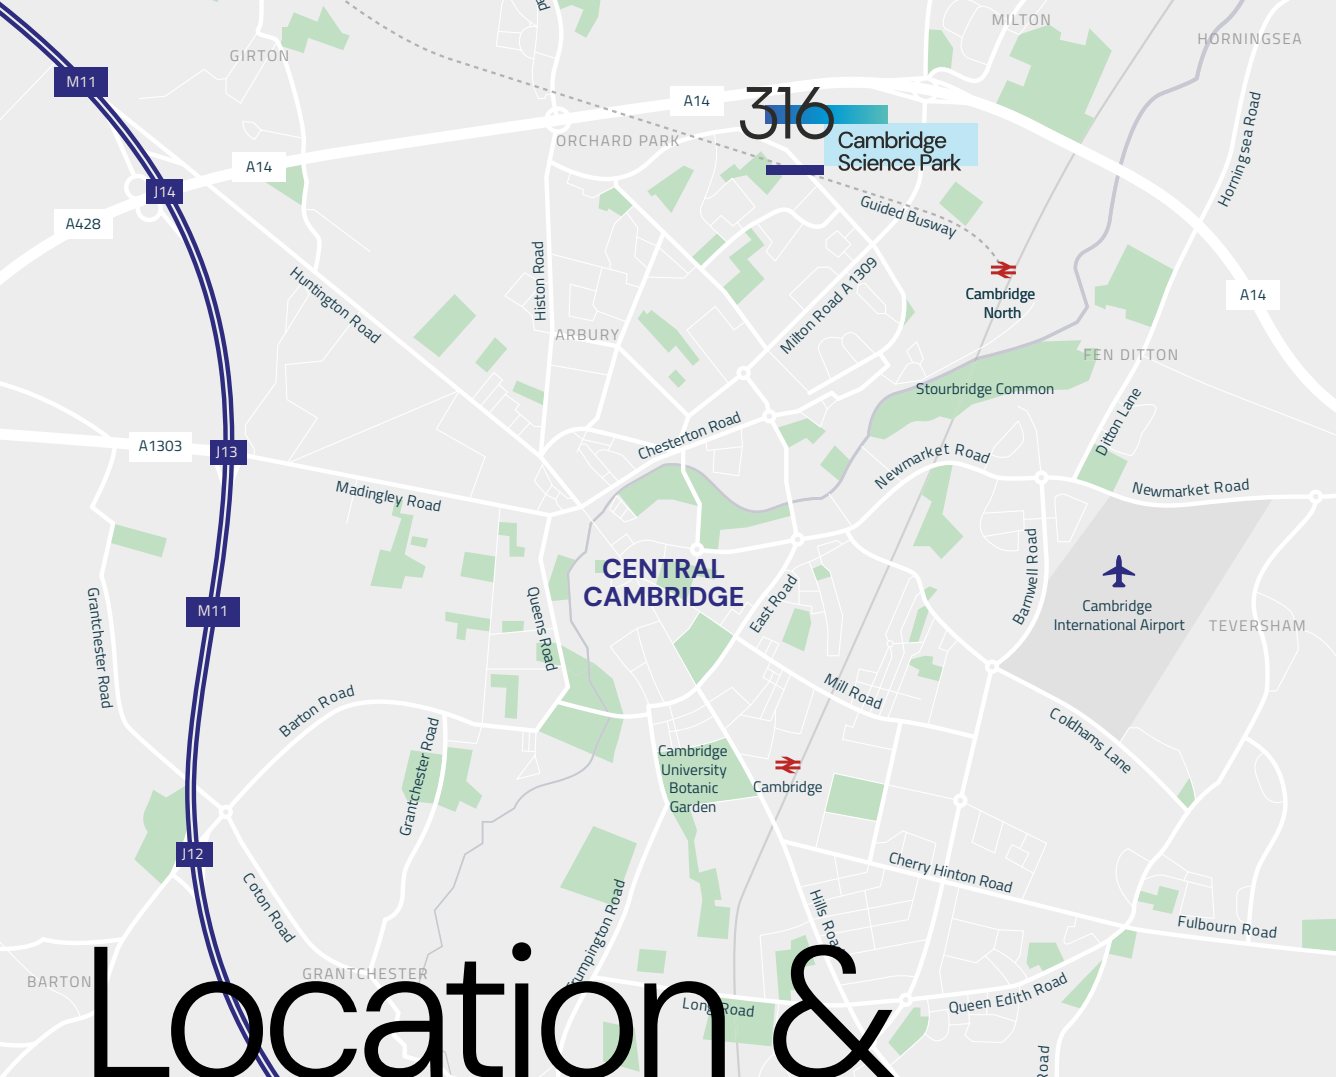 MILTON
HORNINGSEA
GIRTON
M11
A14
316
Cambridge
Science Park
ORCHARD PARK
Horningsea Road
A14
J14
A428
Guided Busway
Cambridge
North
A14
Huntington Road
Histon Road
Milton Road A1309
ARBURY
FEN DITTON
Stourbridge Common
Ditton Lane
Chesterton Road
A1303
J13
Newmarket Road
Newmarket Road
Madingley Road
CENTRAL
CAMBRIDGE
East Road
Barnwell Road
Cambridge
International Airport
TEVERSHAM
M11
Grantchester Road
Queens Road
Barton Road
Mill Road
Coldhams Lane
Grantchester Road
Cambridge
University
Botanic
Garden
Cambridge
J12
Cherry Hinton Road
Coton Road
Hills Road
Fulbourn Road
Trumpington Road
GRANTCHESTER
BARTON
Long Road
Queen Edith Road
Road
Location &